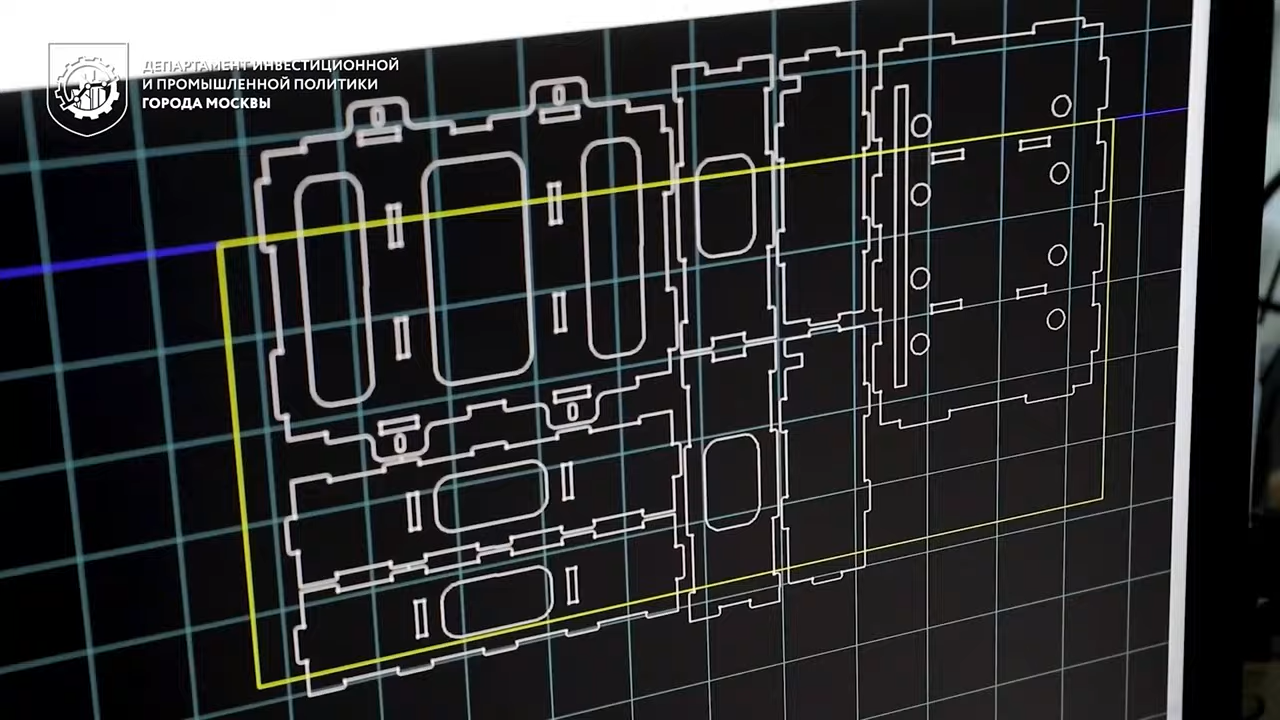 ДЕПАРТАМЕНТ ИНВЕСТИЦИОННОЙ
И ПРОМЫШЛЕННОЙ ПОЛИТИКИ
ГОРОДА МОСКВЫ